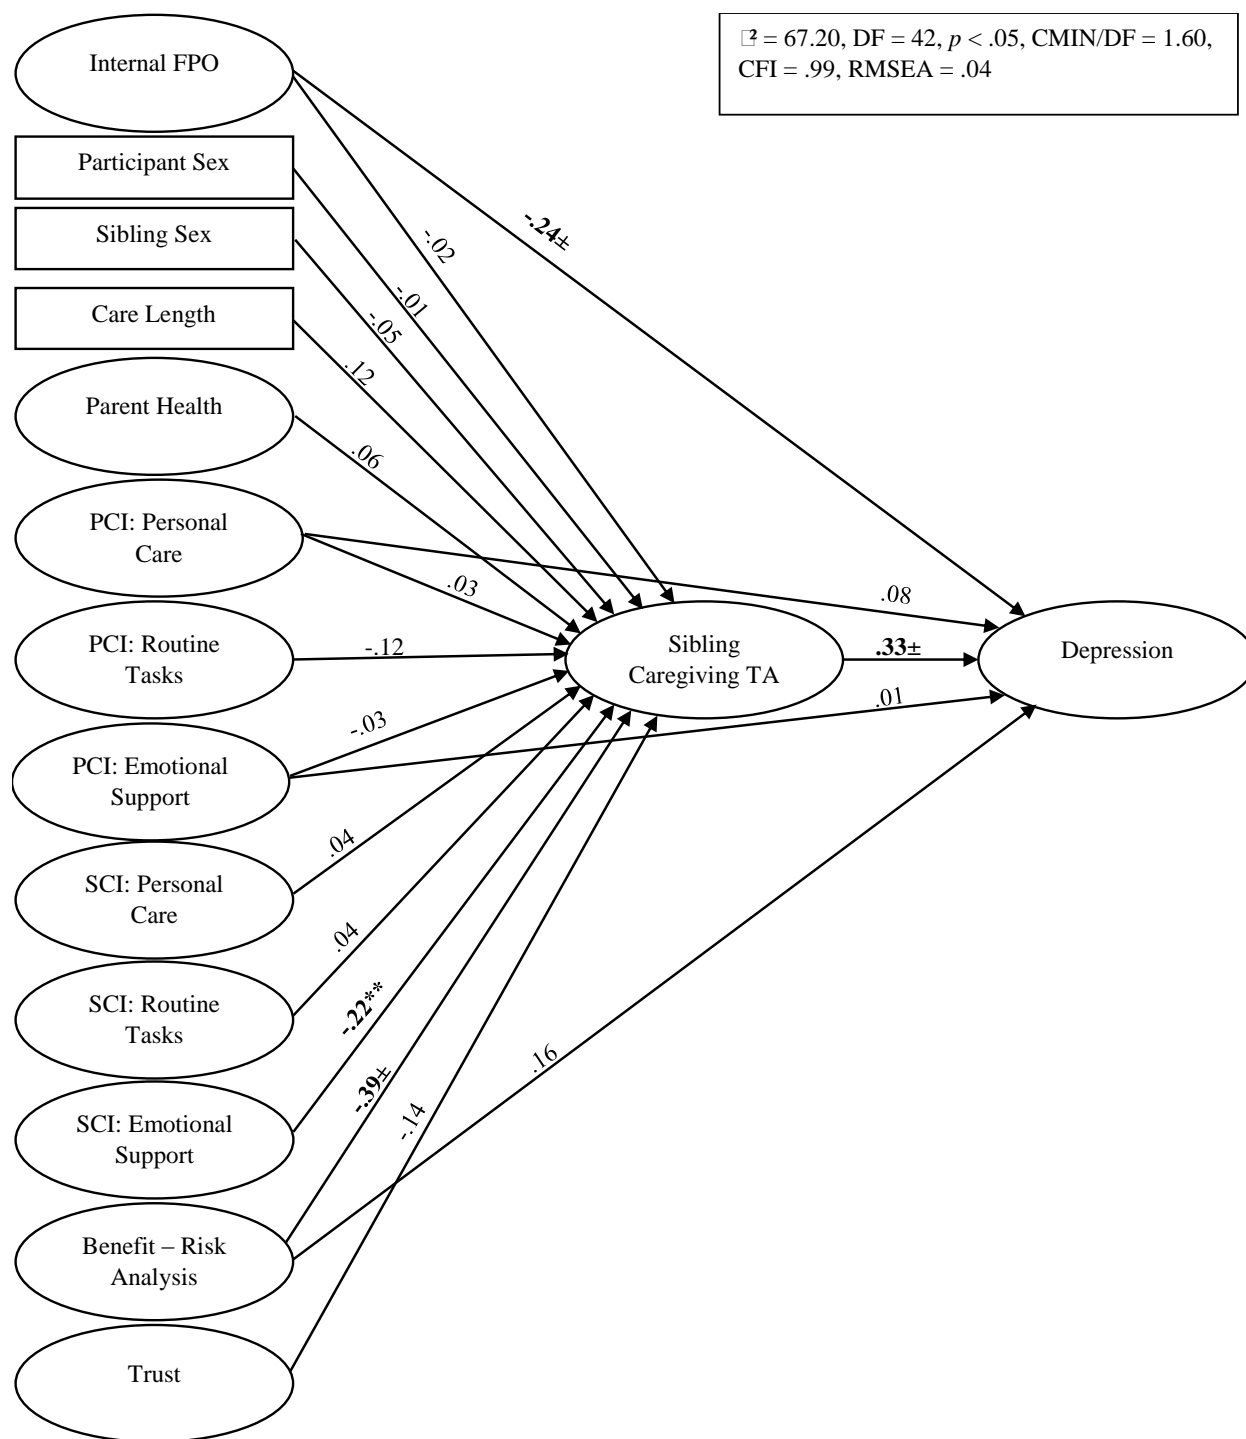 Internal FPO
² = 67.20, DF = 42, p < .05, CMIN/DF = 1.60,
CFI = .99, RMSEA = .04
Participant Sex
Sibling Sex
Care Length
Parent Health
PCI: Personal
Care
PCI: Routine
Tasks
PCI: Emotional
Support
SCI: Personal
Care
SCI: Routine
Tasks
SCI: Emotional
Support
Benefit – Risk
Analysis
Trust
-.24±
-.02
-.01
-.05
.12
.06
.03
.08
-.12
Sibling
Caregiving TA
.33±
Depression
-.03
.01
.04
.04
-.22**
-.39±
-.14
.16